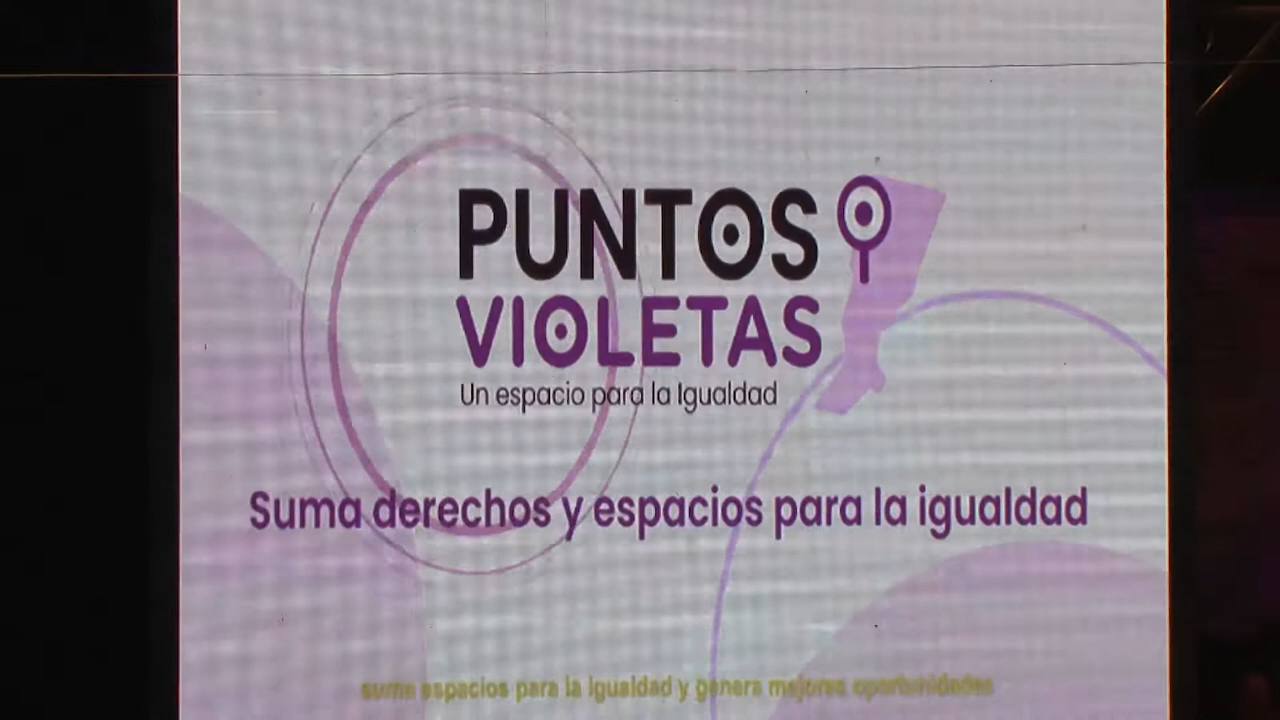 PUNTOS
VIOLETAS
Un espacio para la Igualdad
Suma derechos y espacios para la igualdad
suma espacios para la Igualdad y genera mejores oportunidades